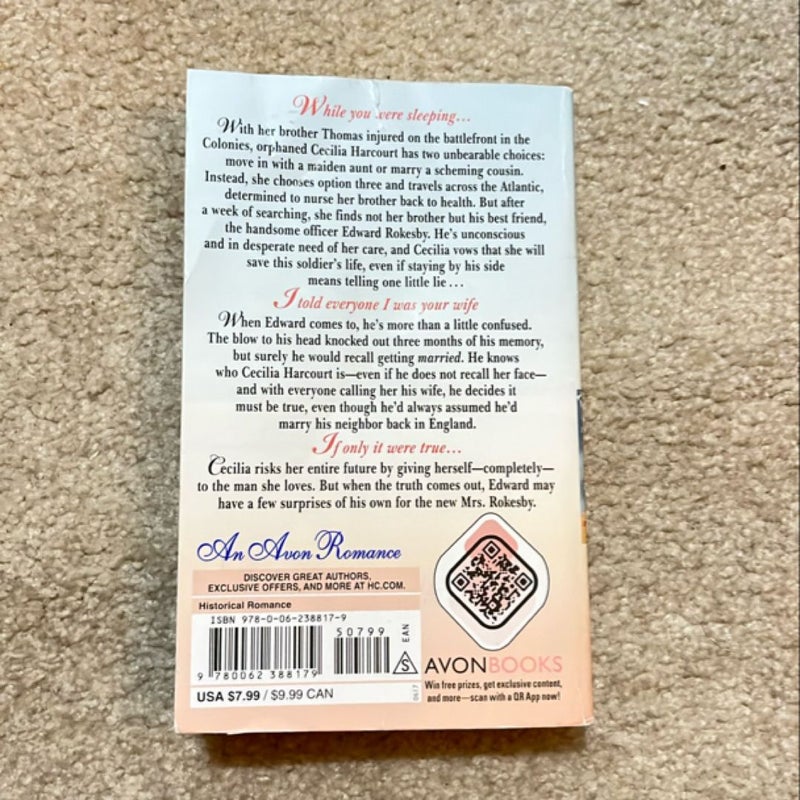 While you were sleeping...
With her brother Thomas injured on the battlefront in the
Colonies, orphaned Cecilia Harcourt has two unbearable choices:
move in with a maiden aunt or marry a scheming cousin.
Instead, she chooses option three and travels across the Atlantic,
determined to nurse her brother back to health. But after
a week of searching, she finds not her brother but his best friend,
the handsome officer Edward Rokesby. He's unconscious
and in desperate need of her care, and Cecilia vows that she will
save this soldier's life, even if staying by his side
means telling one little lie...
I told everyone I was your wife
When Edward comes to, he's more than a little confused.
The blow to his head knocked out three months of his memory,
but surely he would recall getting married. He knows
who Cecilia Harcourt is—even if he does not recall her face—
and with everyone calling her his wife, he decides it
must be true, even though he'd always assumed he'd
marry his neighbor back in England.
If only it were true...
Cecilia risks her entire future by giving herself—completely—
to the man she loves. But when the truth comes out, Edward may
have a few surprises of his own for the new Mrs. Rokesby.
An Avon Romance
DISCOVER GREAT AUTHORS,
EXCLUSIVE OFFERS, AND MORE AT HC.COM.
Historical Romance
ISBN 978-0-06-238817-9
50799
EAN
9 780062 388179
S
USA $7.99 / $9.99 CAN
0617
AVONBOOKS
Win free prizes, get exclusive content,
and more—scan with a QR App now!